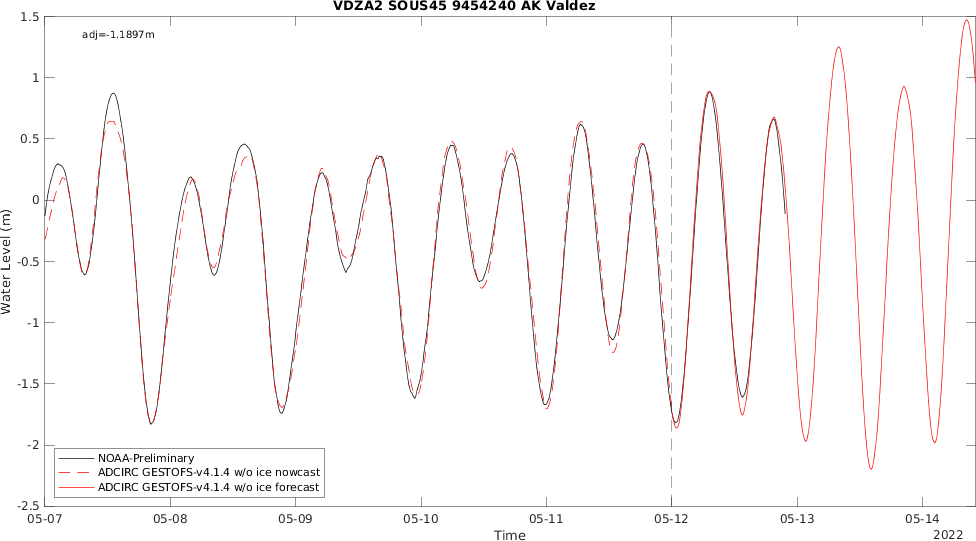 VDZA2 SOUS45 9454240 AK Valdez
adj=-1.1897m
1.5
1
0.5
0
-0.5
-1
-1.5
-2
-2.5
Water Level (m)
NOAA-Preliminary
ADCIRC GESTOFS-v4.1.4 w/o ice nowcast
ADCIRC GESTOFS-v4.1.4 w/o ice forecast
05-07 05-08 05-09 05-10 05-11 05-12 05-13 05-14
Time
2022